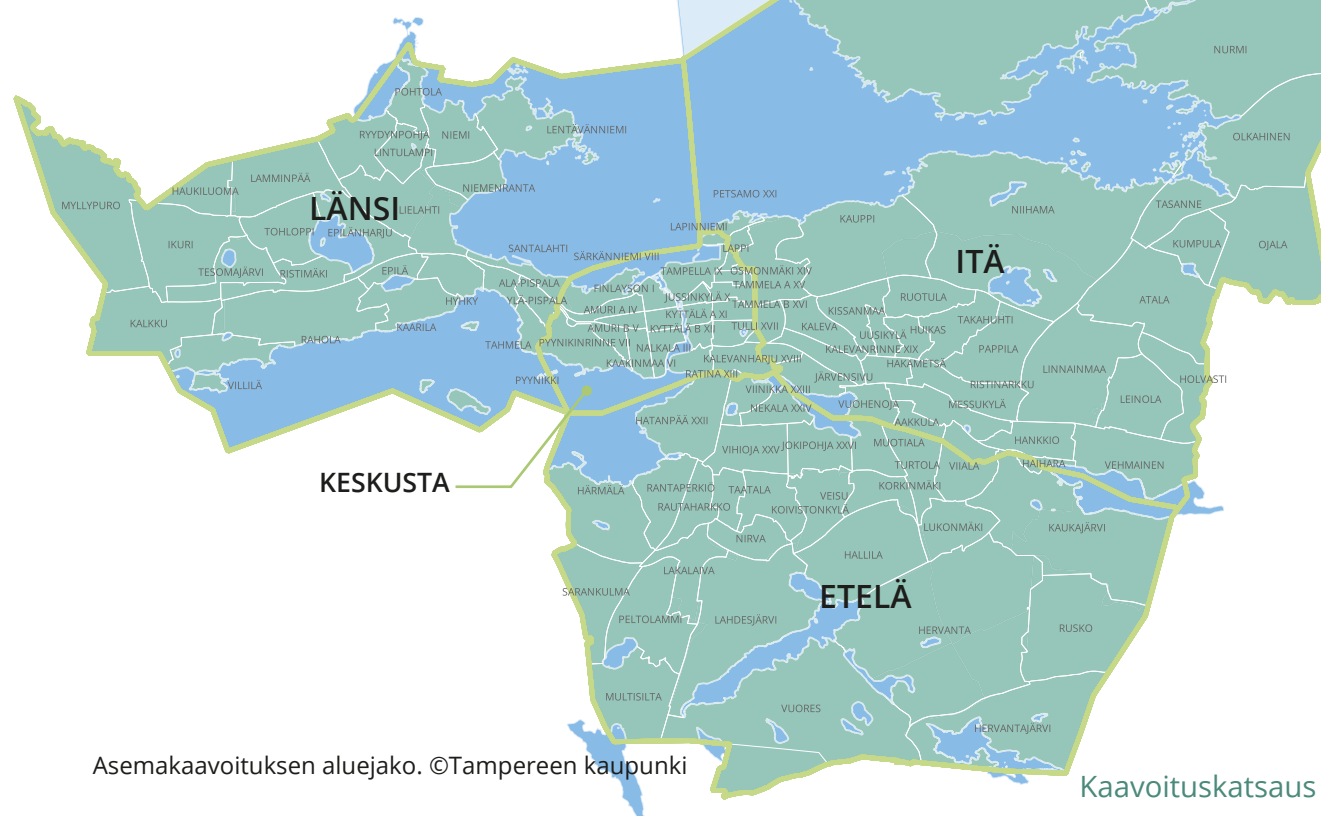 NURMI
POHTOLA
LENTÄVÄNNIEMI
RYYDYNPOHJA
NIEMI
OLKAHINEN
LINTULAMPI
LAMMINPÄÄ
HAUKILUOMA
NIEMENRANTA
PETSAMO XXI
MYLLYPURO
LÄNSI
LIELAHTI
NIIHAMA
TASANNE
KAUPPI
LAPINNIEMI
TOHLOPPI
EPILÄNHARJU
IKURI
SANTALAHTI
LAPPI
KUMPULA
OJALA
SÄRKÄNNIEMI VIII
ITÄ
TESOMAJÄRVI
RISTIMÄKI
EPILÄ
TAMPELLA IX
OSMONMÄKI XIV
ALA-PISPALA
FINLAYSON I
TAMMELA A XV
HYHKY
YLÄ-PISPALA
JUSSINKYLÄ X
RUOTULA
ATALA
AMURI A IV
TAMMELA B XVI
KISSANMAA
KYTTÄLÄ A XI
KALKKU
KAARILA
AMURI B V
KYTTÄLÄ B XII
TULLI XVII
KALEVA
TAKAHUHTI
RAHOLA
TAHMELA
PYYNIKINRINNE VII
NALKALA III
UUSIKYLÄ
HUIKAS
KALEVANRINNE XIX
PAPPILA
KAAKINMAA VI
KALEVANHARJU XVIII
HAKAMETSÄ
LINNAINMAA
VILLILÄ
PYYNIKKI
RATINA XIII
JÄRVENSIVU
RISTINARKKU
HOLVASTI
VIINIKKA XXIII
LEINOLA
NEKALA XXIV
VUOHENOJA
MESSUKYLÄ
HATANPÄÄ XXII
AAKKULA
VIHIOJA XXV
JOKIPOHJA XXVI
MUOTIALA
HANKKIO
TURTOLA
VIIALA
HAIHARA
VEHMAINEN
KESKUSTA
HÄRMÄLÄ
RANTAPERKIÖ
TAATALA
VEISU
KORKINMÄKI
RAUTAHARKKO
KOIVISTONKYLÄ
LUKONMÄKI
KAUKAJÄRVI
NIRVA
HALLILA
LAKALAIVA
SARANKULMA
ETELÄ
PELTOLAMMI
LAHDESJÄRVI
HERVANTA
RUSKO
MULTISILTA
VUORES
HERVANTAJÄRVI
Asemakaavoituksen aluejako. ©Tampereen kaupunki
Kaavoituskatsaus